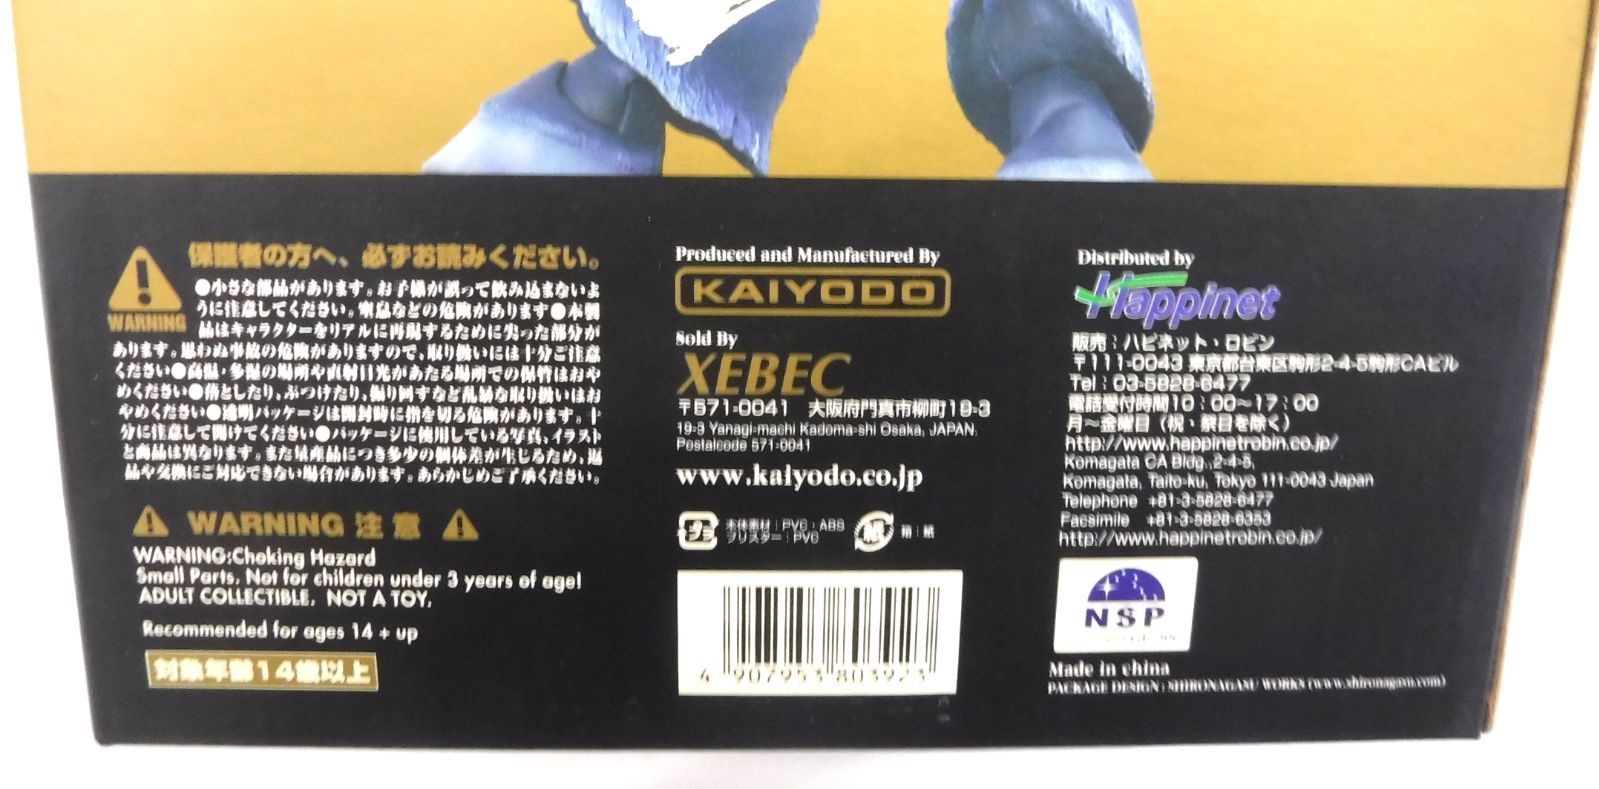 保護者の方へ、必ずお読みください。
WARNING
●小さな部品があります。お子様が誤って飲み込まないよ
うに注意してください。窒息などの危険があります●本製
品はキャラクターをリアルに再現するために尖った部分が
あります。思わぬ事故の危険がありますので、取り扱いには十分ご注意
ください●高温・多湿の場所や直射日光があたる場所での保管はおや
めください●落としたり、ぶつけたり、振り回すなど乱暴な取り扱いはお
やめください●透明パッケージは開封時に指を切る危険があります。十
分に注意して開けてください●パッケージに使用している写真、イラスト
と商品は異なります。また量産品につき多少の個体差が生じるため、返
品や交換にご対応できない場合があります。あらかじめご了承ください。
WARNING 注意
WARNING:Choking Hazard
Small Parts. Not for children under 3 years of age!
ADULT COLLECTIBLE. NOT A TOY.
Recommended for ages 14 + up
対象年齢14歳以上
Produced and Manufactured By
KAIYODO
Sold By
XEBEC
〒571-0041 大阪府門真市柳町19-3
19-3 Yanagi-machi Kadoma-shi Osaka, JAPAN.
Postalcode 571-0041
www.kaiyodo.co.jp
プラ
本体素材：PVC・ABS
ブリスター：PVC
紙
箱：紙
4 907953 803923
Distributed by
Happinet
販売：ハピネット・ロビン
〒111-0043 東京都台東区駒形2-4-5駒形CAビル
Tel：03-5828-6477
電話受付時間10：00〜17：00
月〜金曜日（祝・祭日を除く）
http://www.happinetrobin.co.jp/
Komagata CA Bldg.,2-4-5,
Komagata, Taito-ku, Tokyo 111-0043 Japan
Telephone +81-3-5828-6477
Facsimile +81-3-5828-6353
http://www.happinetrobin.co.jp/
NSP
Made in china
PACKAGE DESIGN : SHIRONAGASU WORKS (www.shironagasu.com)